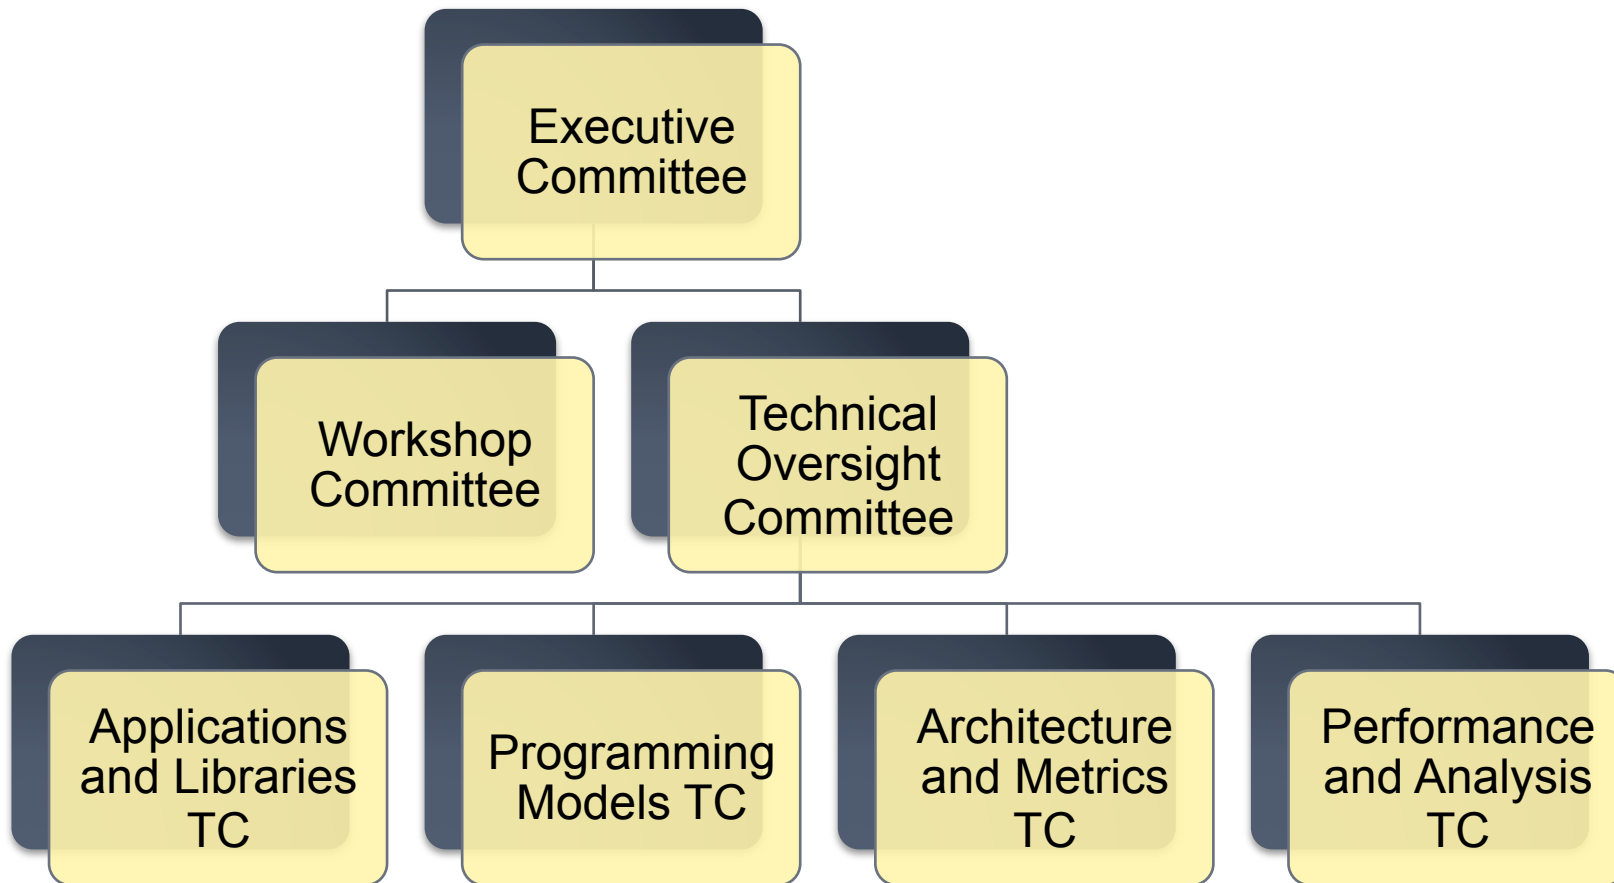 Executive
Committee
Workshop
Committee
Technical
Oversight
Committee
Applications
and Libraries
TC
Programming
Models TC
Architecture
and Metrics
TC
Performance
and Analysis
TC